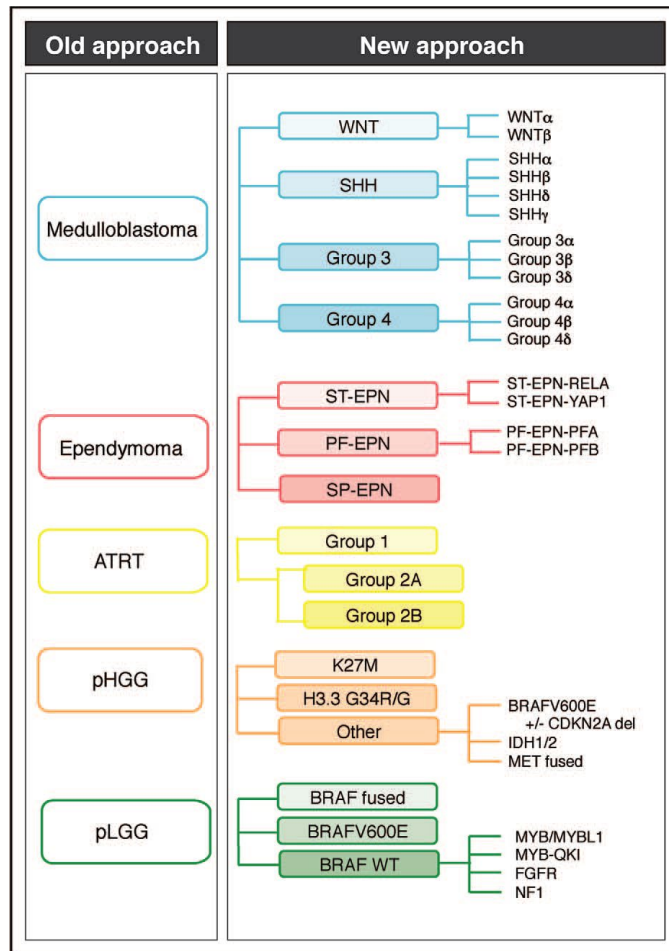 Old approach
New approach
Medulloblastoma
WNT
WNTα
WNTβ
SHH
SHHα
SHHβ
SHHδ
SHHγ
Group 3
Group 3α
Group 3β
Group 3δ
Group 4
Group 4α
Group 4β
Group 4δ
Ependymoma
ST-EPN
ST-EPN-RELA
ST-EPN-YAP1
PF-EPN
PF-EPN-PFA
PF-EPN-PFB
SP-EPN
ATRT
Group 1
Group 2A
Group 2B
pHGG
K27M
H3.3 G34R/G
Other
BRAFV600E
+/- CDKN2A del
IDH1/2
MET fused
pLGG
BRAF fused
BRAFV600E
BRAF WT
MYB/MYBL1
MYB-QKI
FGFR
NF1